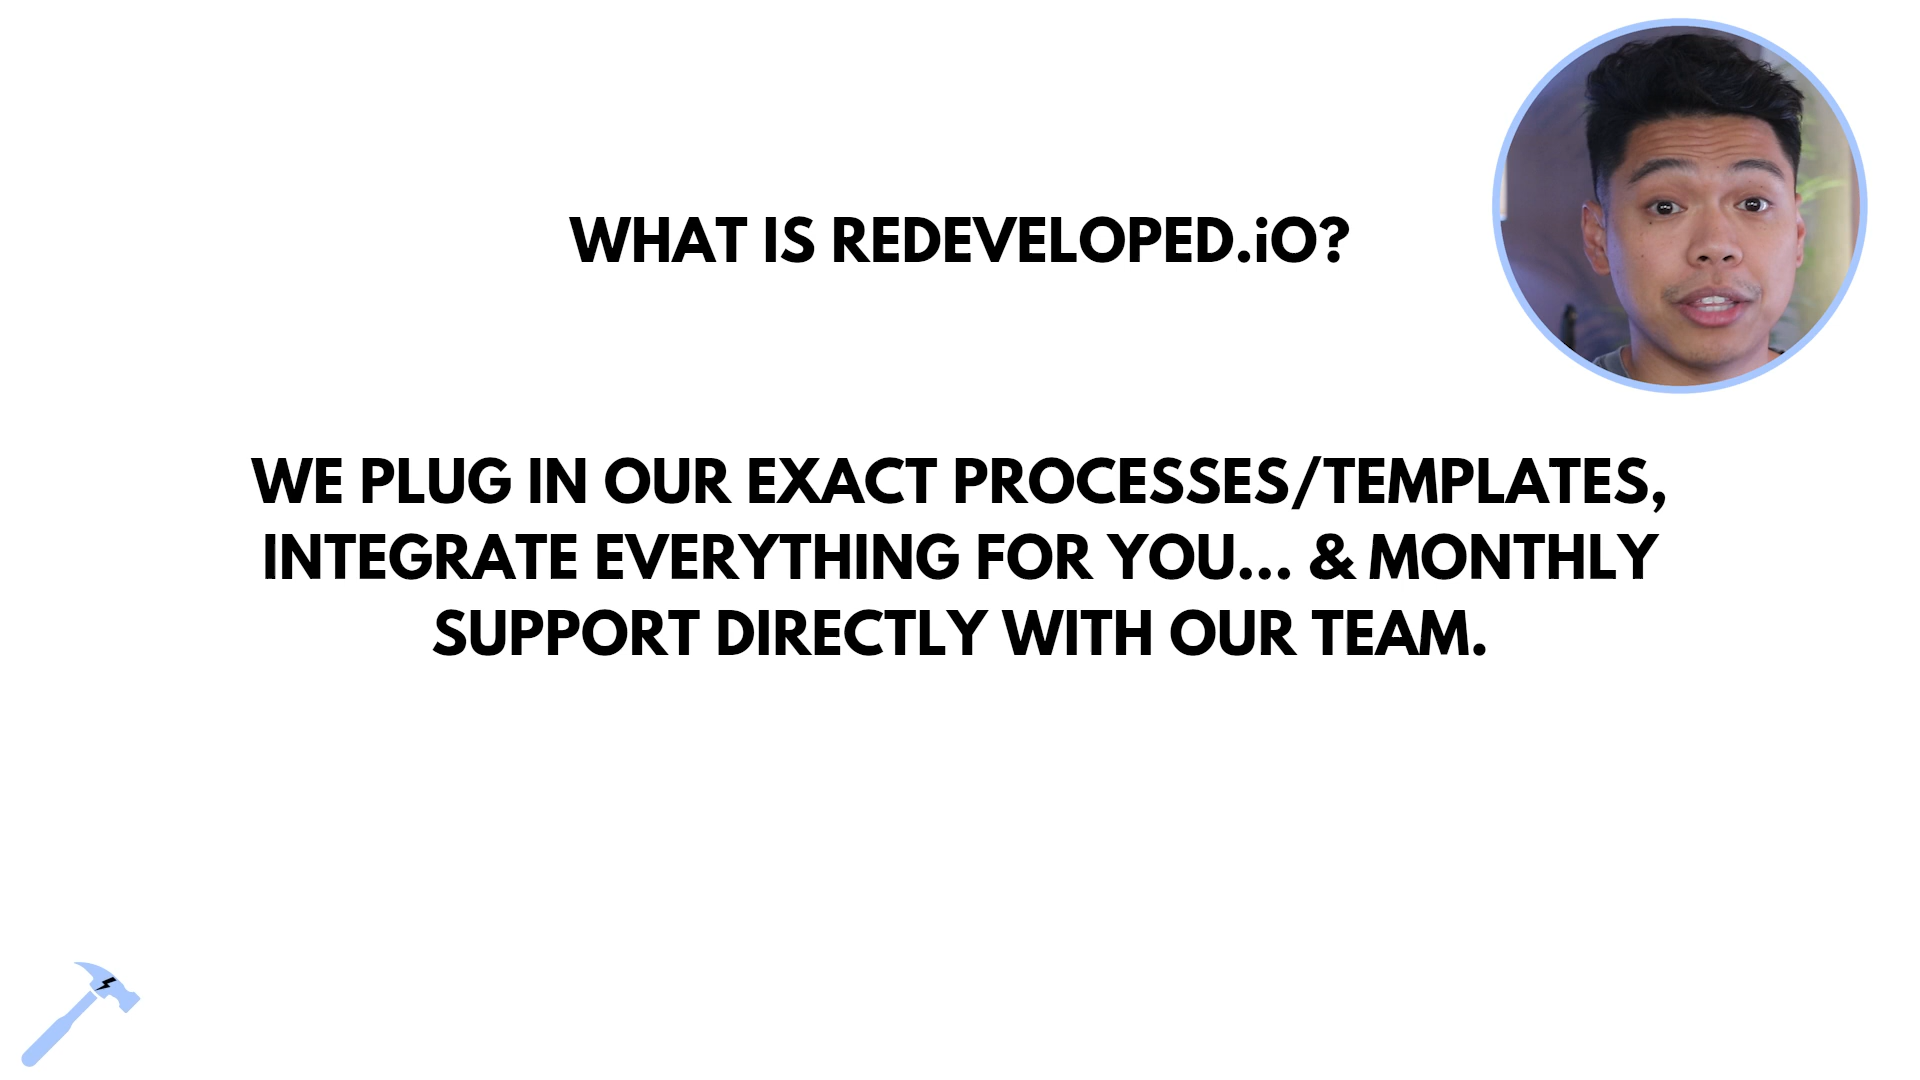 WHAT IS REDEVELOPED.iO?
WE PLUG IN OUR EXACT PROCESSES/TEMPLATES,
INTEGRATE EVERYTHING FOR YOU... & MONTHLY
SUPPORT DIRECTLY WITH OUR TEAM.